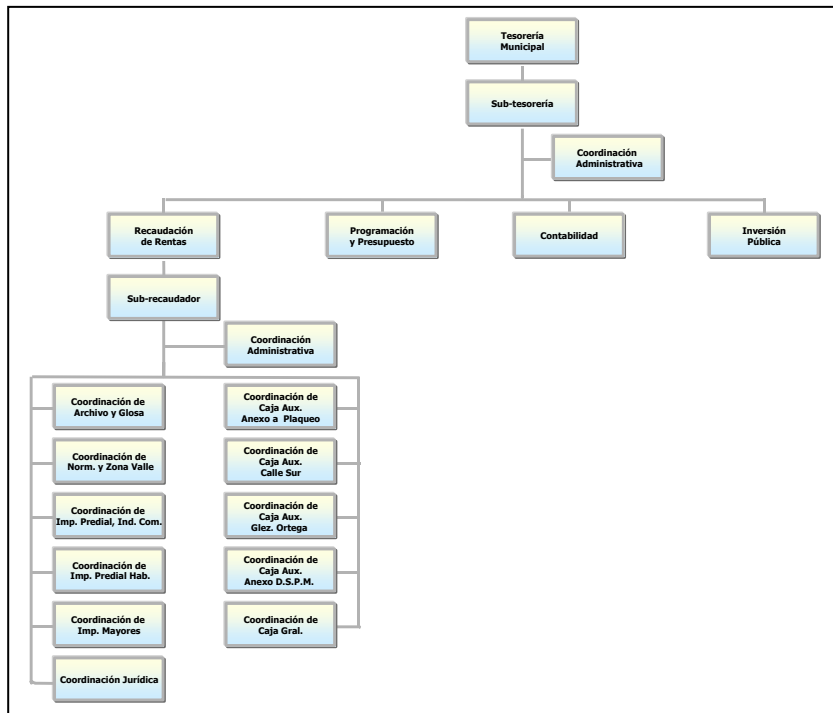 Tesorería
Municipal
Sub-tesorería
Coordinación
Administrativa
Recaudación
de Rentas
Programación
y Presupuesto
Contabilidad
Inversión
Pública
Sub-recaudador
Coordinación
Administrativa
Coordinación de
Archivo y Glosa
Coordinación de
Caja Aux.
Anexo a Plaqueo
Coordinación de
Norm. y Zona Valle
Coordinación de
Caja Aux.
Calle Sur
Coordinación de
Imp. Predial, Ind. Com.
Coordinación de
Caja Aux.
Glez. Ortega
Coordinación de
Imp. Predial Hab.
Coordinación de
Caja Aux.
Anexo D.S.P.M.
Coordinación de
Imp. Mayores
Coordinación de
Caja Gral.
Coordinación Jurídica